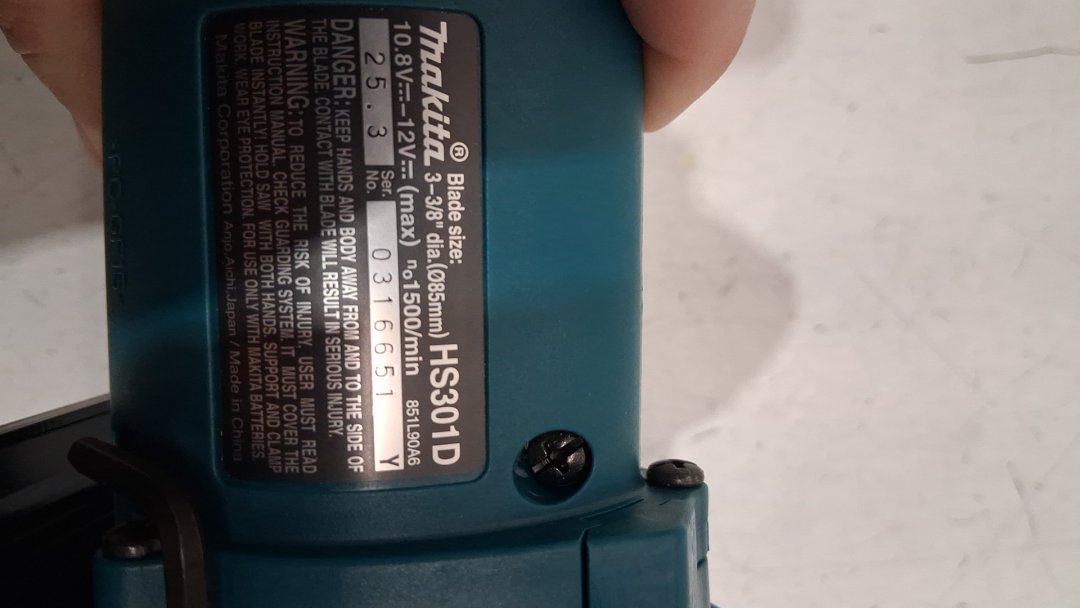 Makita® Blade size: 3-3/8" dia.(ø85mm) HS301D
10.8V⎓-12V⎓ (max) n₀1500/min 851L90A6
25.3 Ser. No. 0316651 Y
DANGER: KEEP HANDS AND BODY AWAY FROM AND TO THE SIDE OF
THE BLADE. CONTACT WITH BLADE WILL RESULT IN SERIOUS INJURY.
WARNING: TO REDUCE THE RISK OF INJURY, USER MUST READ
INSTRUCTION MANUAL. CHECK GUARDING SYSTEM. IT MUST COVER THE
BLADE INSTANTLY! HOLD SAW WITH BOTH HANDS. SUPPORT AND CLAMP
WORK. WEAR EYE PROTECTION. FOR USE ONLY WITH MAKITA BATTERIES.
Makita Corporation Anjo,Aichi,Japan / Made in China